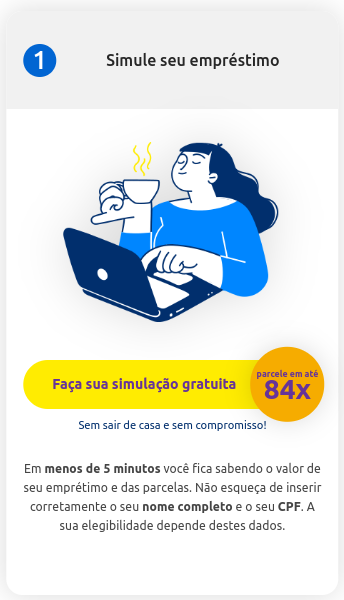 1
Simule seu empréstimo
Faça sua simulação gratuita
parcele em até
84x
Sem sair de casa e sem compromisso!
Em menos de 5 minutos você fica sabendo o valor de
seu emprétimo e das parcelas. Não esqueça de inserir
corretamente o seu nome completo e o seu CPF. A
sua elegibilidade depende destes dados.